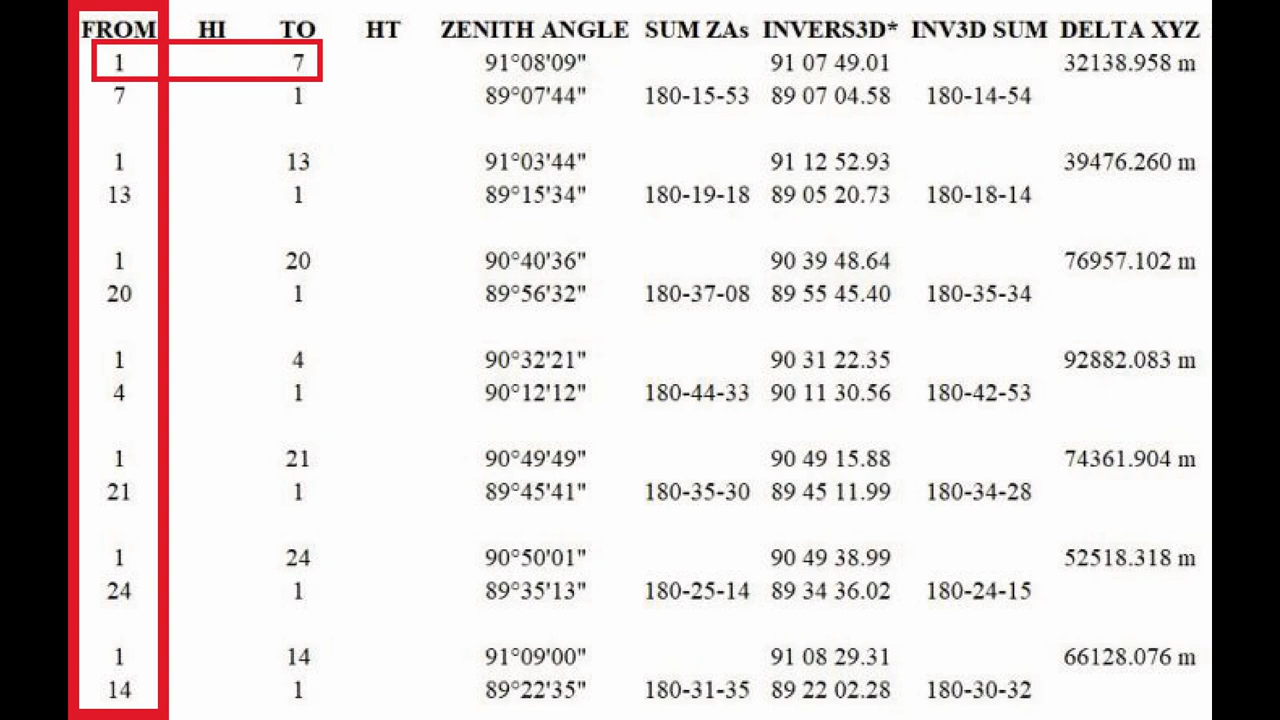 FROM HI TO HT ZENITH ANGLE SUM ZAs INVERS3D* INV3D SUM DELTA XYZ
1 7 91°08'09" 91 07 49.01 32138.958 m
7 1 89°07'44" 180-15-53 89 07 04.58 180-14-54
1 13 91°03'44" 91 12 52.93 39476.260 m
13 1 89°15'34" 180-19-18 89 05 20.73 180-18-14
1 20 90°40'36" 90 39 48.64 76957.102 m
20 1 89°56'32" 180-37-08 89 55 45.40 180-35-34
1 4 90°32'21" 90 31 22.35 92882.083 m
4 1 90°12'12" 180-44-33 90 11 30.56 180-42-53
1 21 90°49'49" 90 49 15.88 74361.904 m
21 1 89°45'41" 180-35-30 89 45 11.99 180-34-28
1 24 90°50'01" 90 49 38.99 52518.318 m
24 1 89°35'13" 180-25-14 89 34 36.02 180-24-15
1 14 91°09'00" 91 08 29.31 66128.076 m
14 1 89°22'35" 180-31-35 89 22 02.28 180-30-32